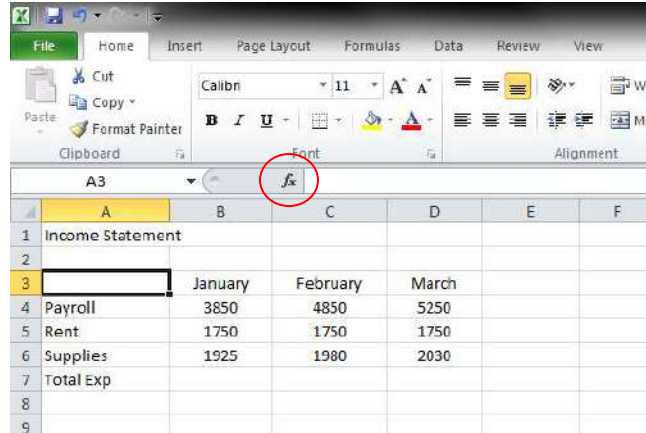 File Home Insert Page Layout Formulas Data Review View
Cut
Copy
Paste
Format Painter
Calibri 11 A A W
B I U A M
Clipboard Font Alignment
A3 fx
A B C D E F
1 Income Statement
2
3 January February March
4 Payroll 3850 4850 5250
5 Rent 1750 1750 1750
6 Supplies 1925 1980 2030
7 Total Exp
8
9